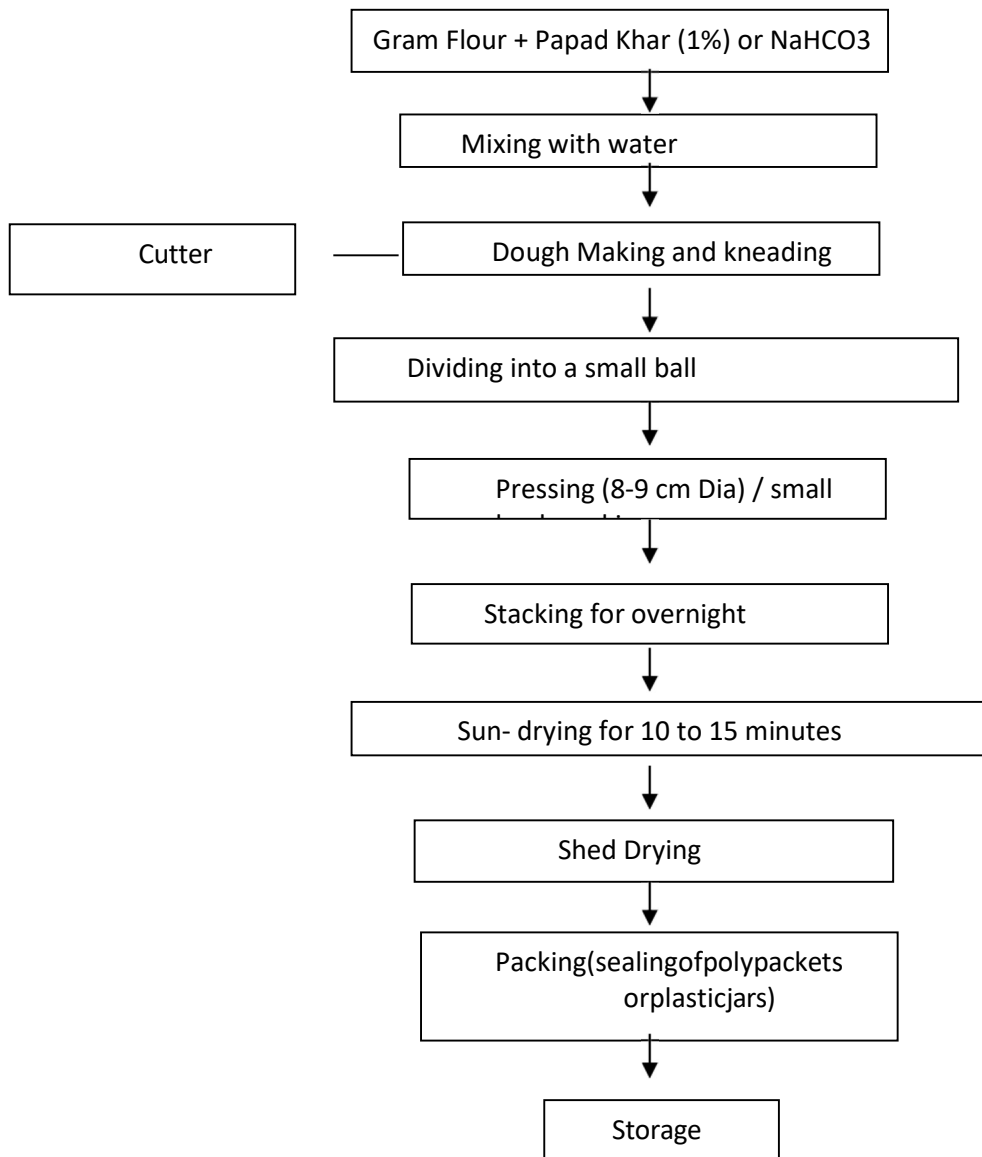 Gram Flour + Papad Khar (1%) or NaHCO3
Mixing with water
Cutter
Dough Making and kneading
Dividing into a small ball
Pressing (8-9 cm Dia) / small
Stacking for overnight
Sun- drying for 10 to 15 minutes
Shed Drying
Packing(sealingofpolypackets
orplasticjars)
Storage